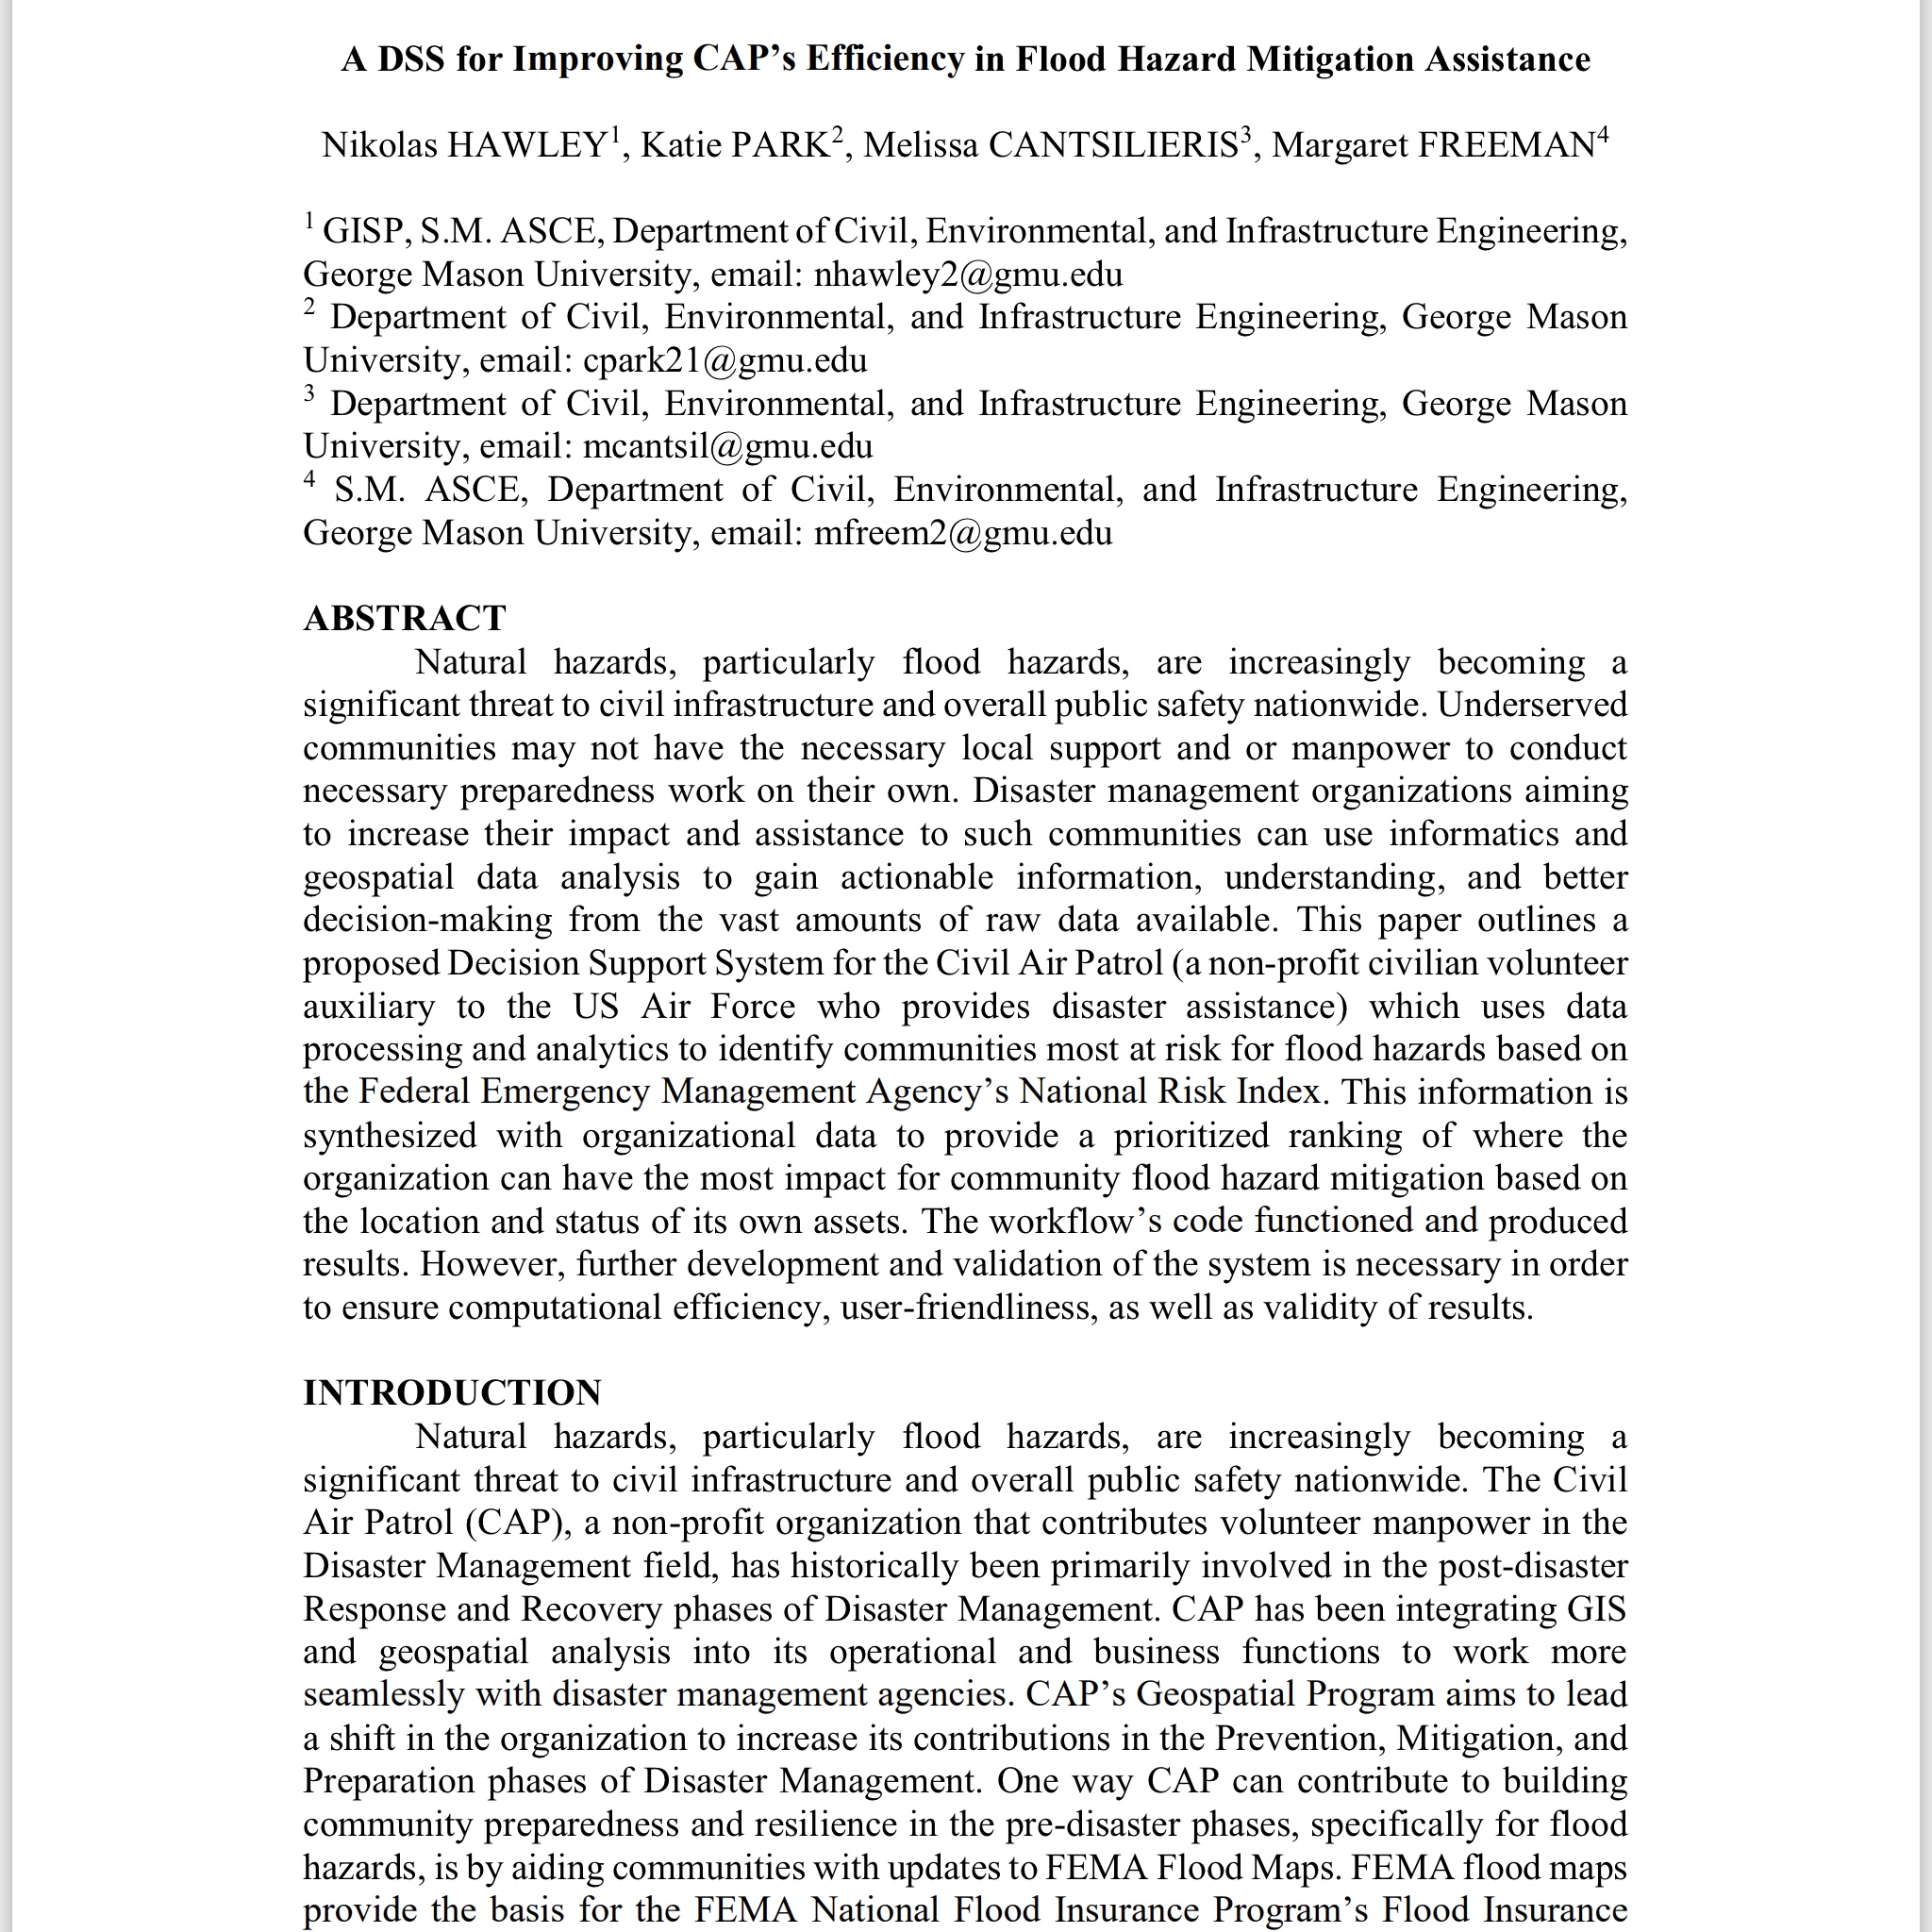 A DSS for Improving CAP’s Efficiency in Flood Hazard Mitigation Assistance
Nikolas HAWLEY1, Katie PARK2, Melissa CANTSILIERIS3, Margaret FREEMAN4
1 GISP, S.M. ASCE, Department of Civil, Environmental, and Infrastructure Engineering,
George Mason University, email: nhawley2@gmu.edu
2 Department of Civil, Environmental, and Infrastructure Engineering, George Mason
University, email: cpark21@gmu.edu
3 Department of Civil, Environmental, and Infrastructure Engineering, George Mason
University, email: mcantsil@gmu.edu
4 S.M. ASCE, Department of Civil, Environmental, and Infrastructure Engineering,
George Mason University, email: mfreem2@gmu.edu
ABSTRACT
Natural hazards, particularly flood hazards, are increasingly becoming a
significant threat to civil infrastructure and overall public safety nationwide. Underserved
communities may not have the necessary local support and or manpower to conduct
necessary preparedness work on their own. Disaster management organizations aiming
to increase their impact and assistance to such communities can use informatics and
geospatial data analysis to gain actionable information, understanding, and better
decision-making from the vast amounts of raw data available. This paper outlines a
proposed Decision Support System for the Civil Air Patrol (a non-profit civilian volunteer
auxiliary to the US Air Force who provides disaster assistance) which uses data
processing and analytics to identify communities most at risk for flood hazards based on
the Federal Emergency Management Agency’s National Risk Index. This information is
synthesized with organizational data to provide a prioritized ranking of where the
organization can have the most impact for community flood hazard mitigation based on
the location and status of its own assets. The workflow’s code functioned and produced
results. However, further development and validation of the system is necessary in order
to ensure computational efficiency, user-friendliness, as well as validity of results.
INTRODUCTION
Natural hazards, particularly flood hazards, are increasingly becoming a
significant threat to civil infrastructure and overall public safety nationwide. The Civil
Air Patrol (CAP), a non-profit organization that contributes volunteer manpower in the
Disaster Management field, has historically been primarily involved in the post-disaster
Response and Recovery phases of Disaster Management. CAP has been integrating GIS
and geospatial analysis into its operational and business functions to work more
seamlessly with disaster management agencies. CAP’s Geospatial Program aims to lead
a shift in the organization to increase its contributions in the Prevention, Mitigation, and
Preparation phases of Disaster Management. One way CAP can contribute to building
community preparedness and resilience in the pre-disaster phases, specifically for flood
hazards, is by aiding communities with updates to FEMA Flood Maps. FEMA flood maps
provide the basis for the FEMA National Flood Insurance Program’s Flood Insurance